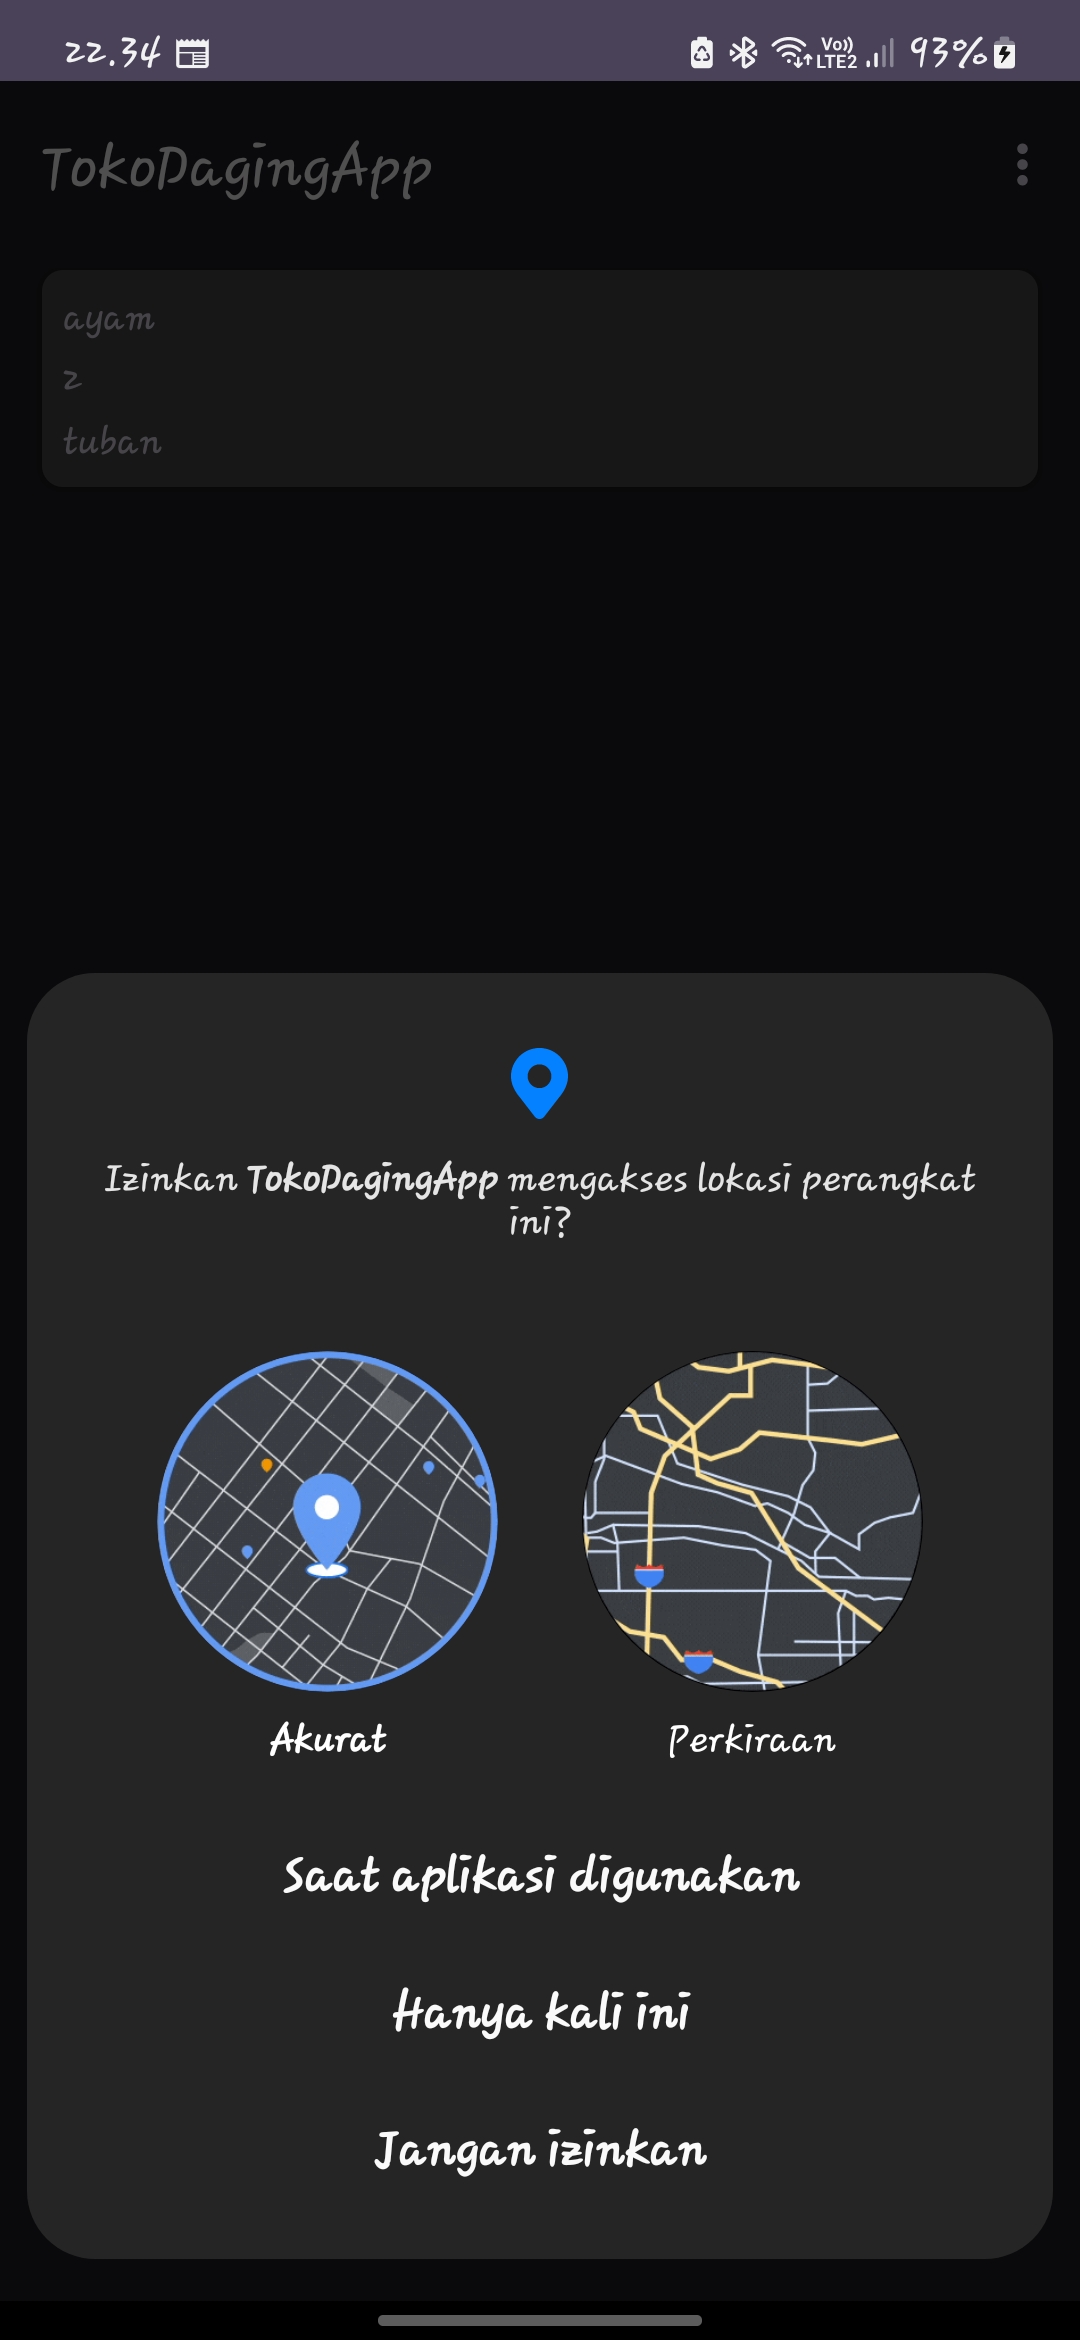 22.34
Vo))
LTE2
93%
TokoDagingApp
ayam
2
tuban
Izinkan TokoDagingApp mengakses lokasi perangkat
ini?
Akurat
Perkiraan
Saat aplikasi digunakan
Hanya kali ini
Jangan izinkan